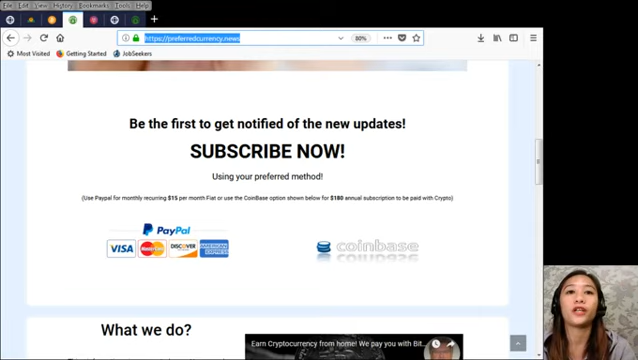 File Edit View History Bookmarks Tools Help
https://preferredcurrency.news
80%
Most Visited Getting Started JobSeekers
Be the first to get notified of the new updates!
SUBSCRIBE NOW!
Using your preferred method!
(Use Paypal for monthly recurring $15 per month Fiat or use the CoinBase option shown below for $180 annual subscription to be paid with Crypto)
PayPal
VISA MasterCard DISCOVER AMERICAN EXPRESS
coinbase
What we do?
Earn Cryptocurrency from home! We pay you with Bit...